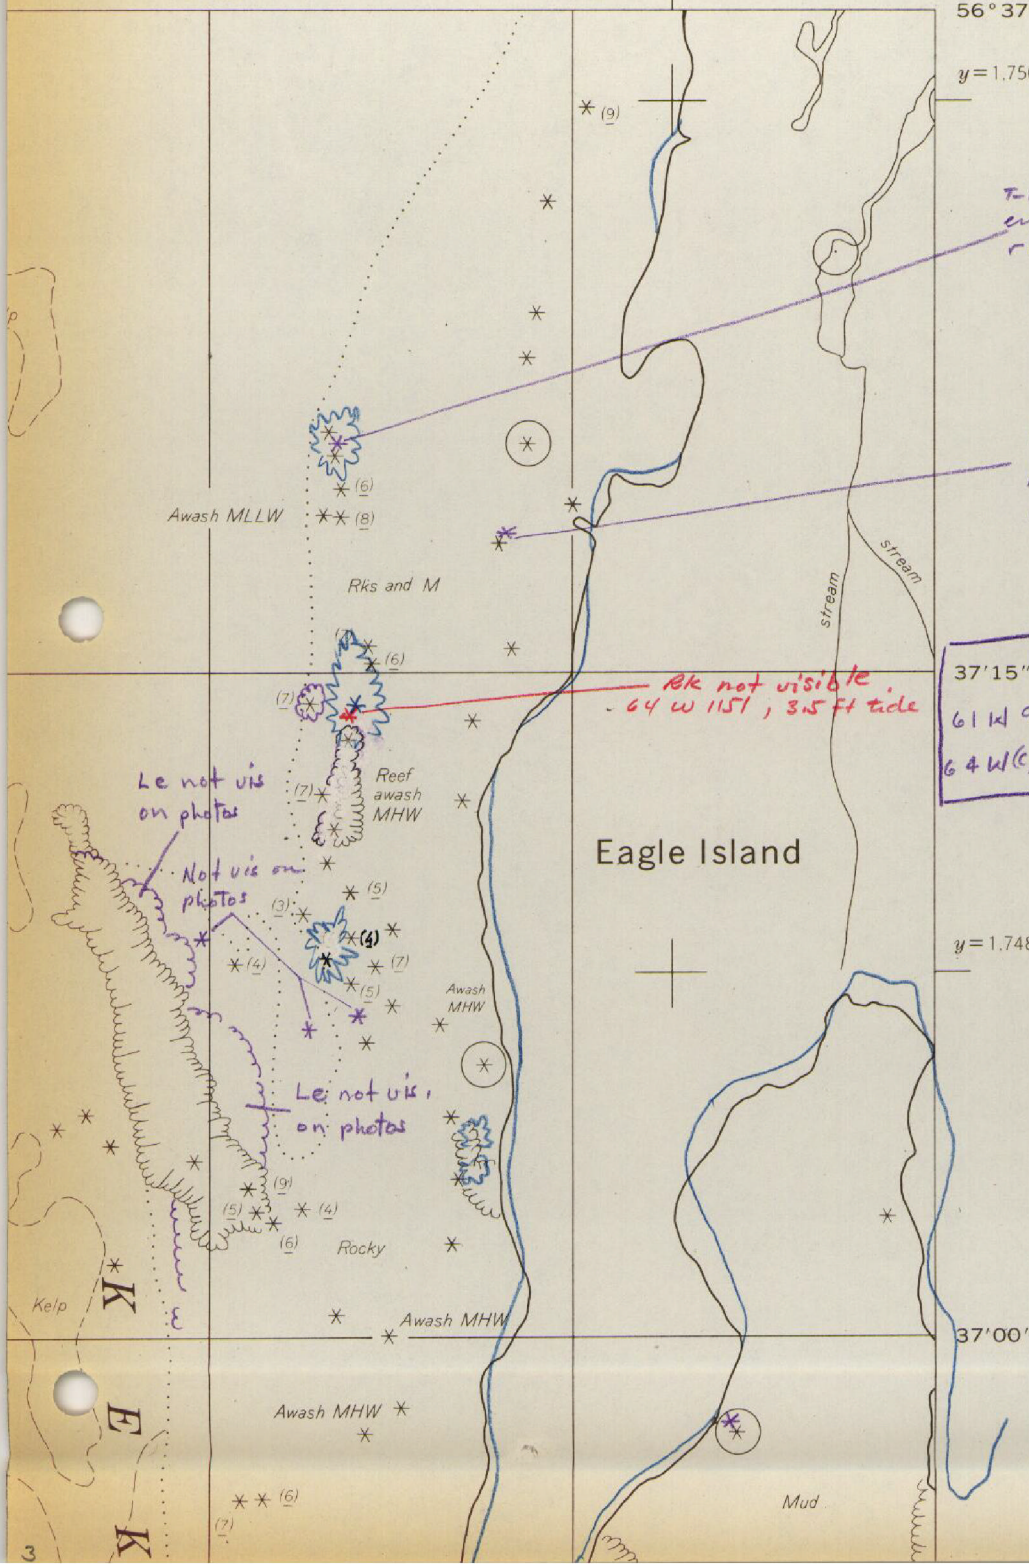 56°37
y = 1,750
(9)
(6)
Awash MLLW
(8)
Rks and M
stream
stream
(6)
37'15"
(7)
Rk not visible
64 W 1151, 3.5 ft tide
61 W
64 W(C
Le not vis
on photos
(7)
Reef
awash
MHW
Eagle Island
Not vis on
photos
(5)
(3)
(4)
(4)
(7)
y = 1,748
(5)
Awash
MHW
Le not vis,
on photos
(9)
(5)
(4)
(6)
Rocky
K
Kelp
Awash MHW
37'00"
E
Awash MHW
(6)
Mud
(7)
K
3